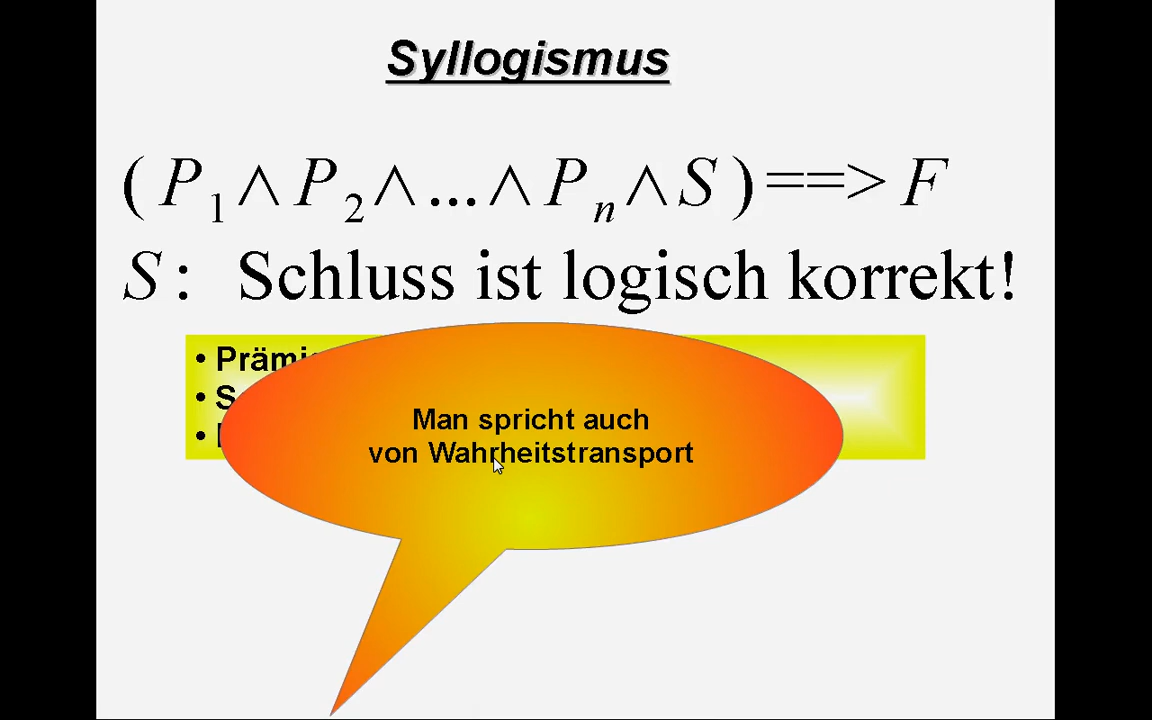 Syllogismus
( P1 ∧ P2 ∧ ... ∧ Pn ∧ S ) ==> F
S : Schluss ist logisch korrekt!
Man spricht auch
von Wahrheitstransport